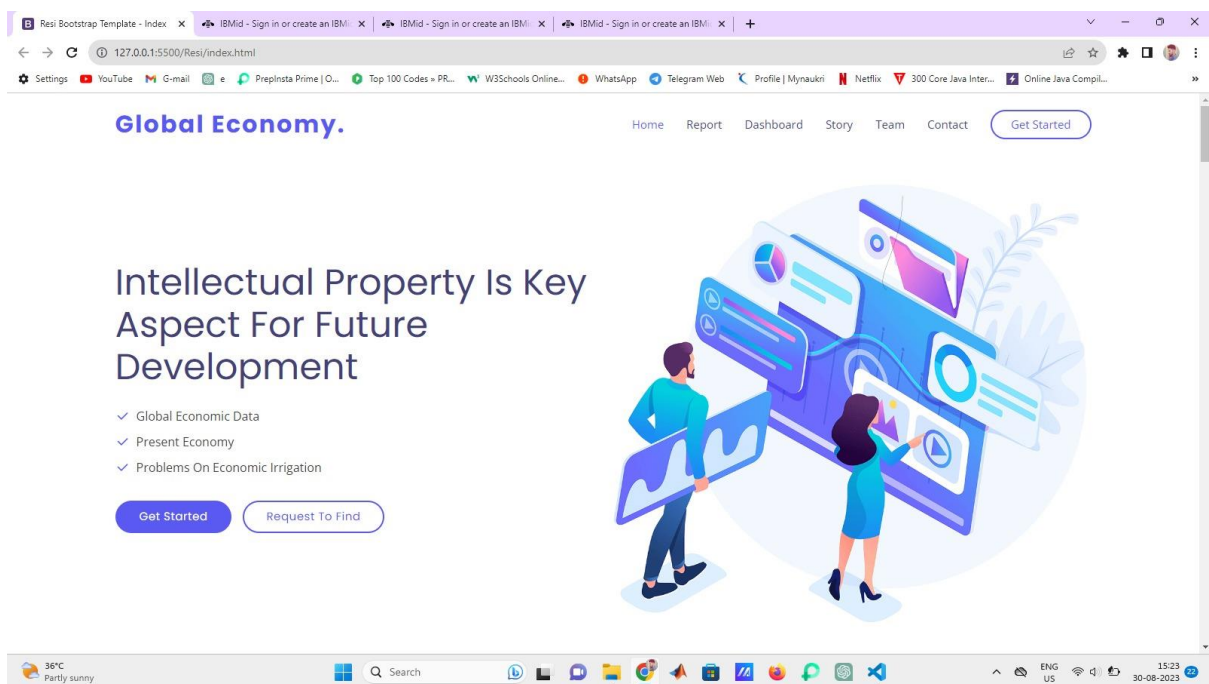 Resi Bootstrap Template - Index
IBMid - Sign in or create an IBMi
IBMid - Sign in or create an IBMi
IBMid - Sign in or create an IBMi
127.0.0.1:5500/Resi/index.html
Settings YouTube G-mail e PrepInsta Prime | O... Top 100 Codes » PR... W3Schools Online... WhatsApp Telegram Web Profile | Mynaukri Netflix 300 Core Java Inter... Online Java Compil... »
Global Economy.
Home Report Dashboard Story Team Contact Get Started
Intellectual Property Is Key
Aspect For Future
Development
Global Economic Data
Present Economy
Problems On Economic Irrigation
Get Started Request To Find
36°C
Partly sunny
Search
ENG
US
15:23
30-08-2023
22